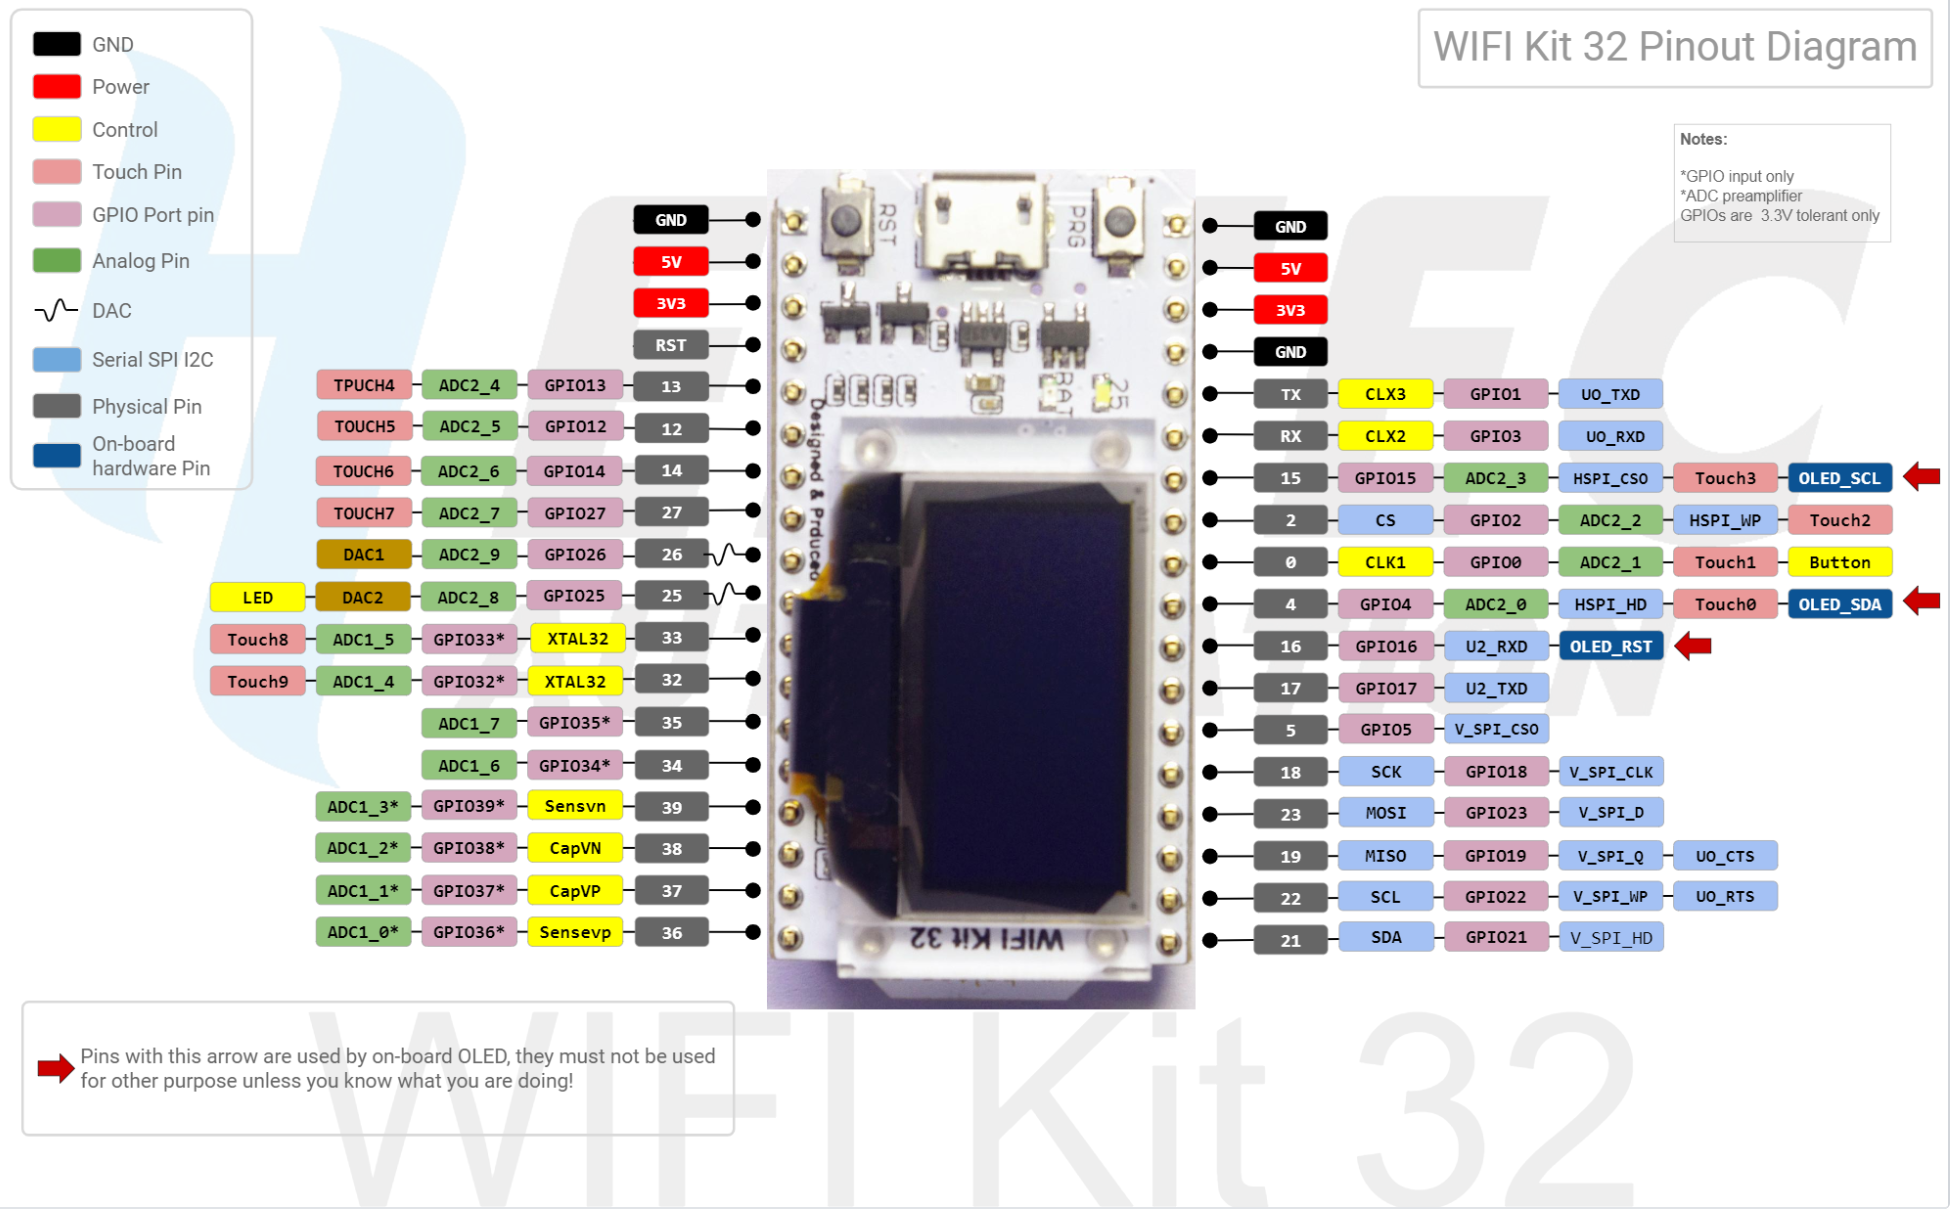 WIFI Kit 32 Pinout Diagram
GND
Power
Control
Touch Pin
GPIO Port pin
Analog Pin
DAC
Serial SPI I2C
Physical Pin
On-board
hardware Pin
Notes:
*GPIO input only
*ADC preamplifier
GPIOs are 3.3V tolerant only
GND
5V
3V3
RST
TPUCH4 ADC2_4 GPIO13 13
TOUCH5 ADC2_5 GPIO12 12
TOUCH6 ADC2_6 GPIO14 14
TOUCH7 ADC2_7 GPIO27 27
DAC1 ADC2_9 GPIO26 26
LED DAC2 ADC2_8 GPIO25 25
Touch8 ADC1_5 GPIO33* XTAL32 33
Touch9 ADC1_4 GPIO32* XTAL32 32
ADC1_7 GPIO35* 35
ADC1_6 GPIO34* 34
ADC1_3* GPIO39* Sensvn 39
ADC1_2* GPIO38* CapVN 38
ADC1_1* GPIO37* CapVP 37
ADC1_0* GPIO36* Sensevp 36
RST
PRG
BAT
25
Designed & Prduced
WIFI Kit 32
GND
5V
3V3
GND
TX CLX3 GPIO1 UO_TXD
RX CLX2 GPIO3 UO_RXD
15 GPIO15 ADC2_3 HSPI_CSO Touch3 OLED_SCL
2 CS GPIO2 ADC2_2 HSPI_WP Touch2
0 CLK1 GPIO0 ADC2_1 Touch1 Button
4 GPIO4 ADC2_0 HSPI_HD Touch0 OLED_SDA
16 GPIO16 U2_RXD OLED_RST
17 GPIO17 U2_TXD
5 GPIO5 V_SPI_CSO
18 SCK GPIO18 V_SPI_CLK
23 MOSI GPIO23 V_SPI_D
19 MISO GPIO19 V_SPI_Q UO_CTS
22 SCL GPIO22 V_SPI_WP UO_RTS
21 SDA GPIO21 V_SPI_HD
Pins with this arrow are used by on-board OLED, they must not be used
for other purpose unless you know what you are doing!
WIFI Kit 32